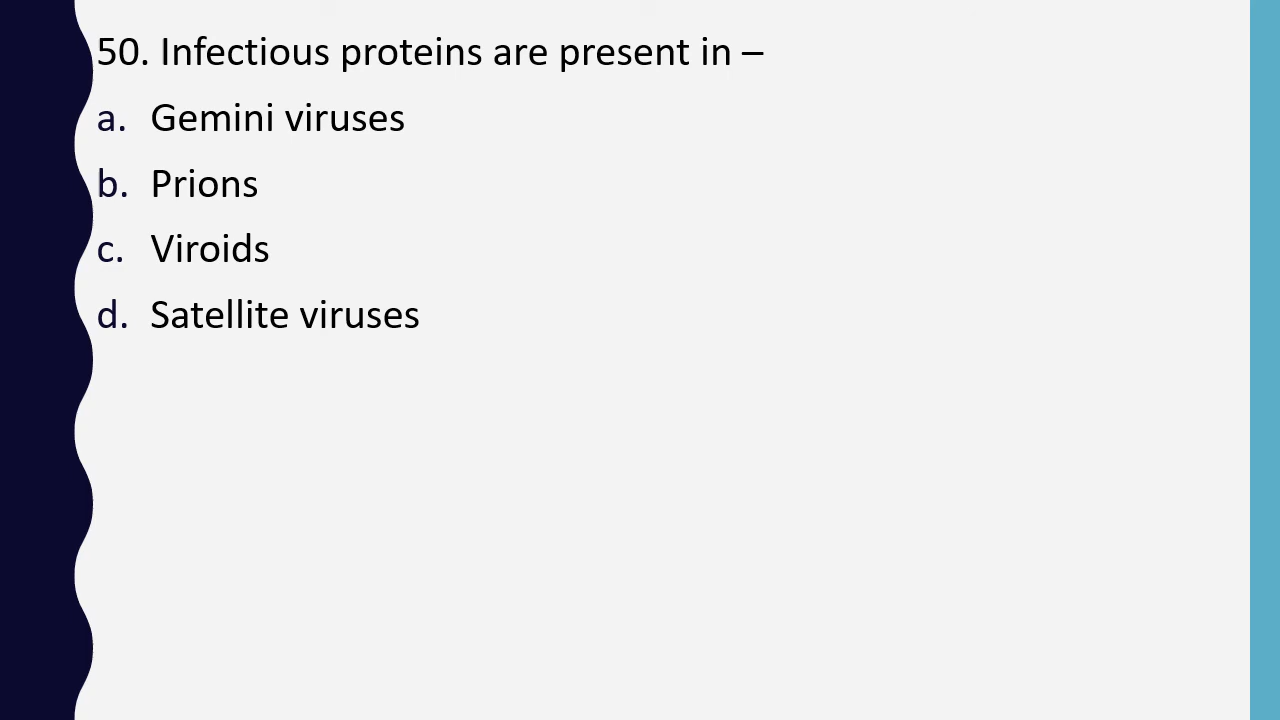 50. Infectious proteins are present in –
a. Gemini viruses
b. Prions
c. Viroids
d. Satellite viruses